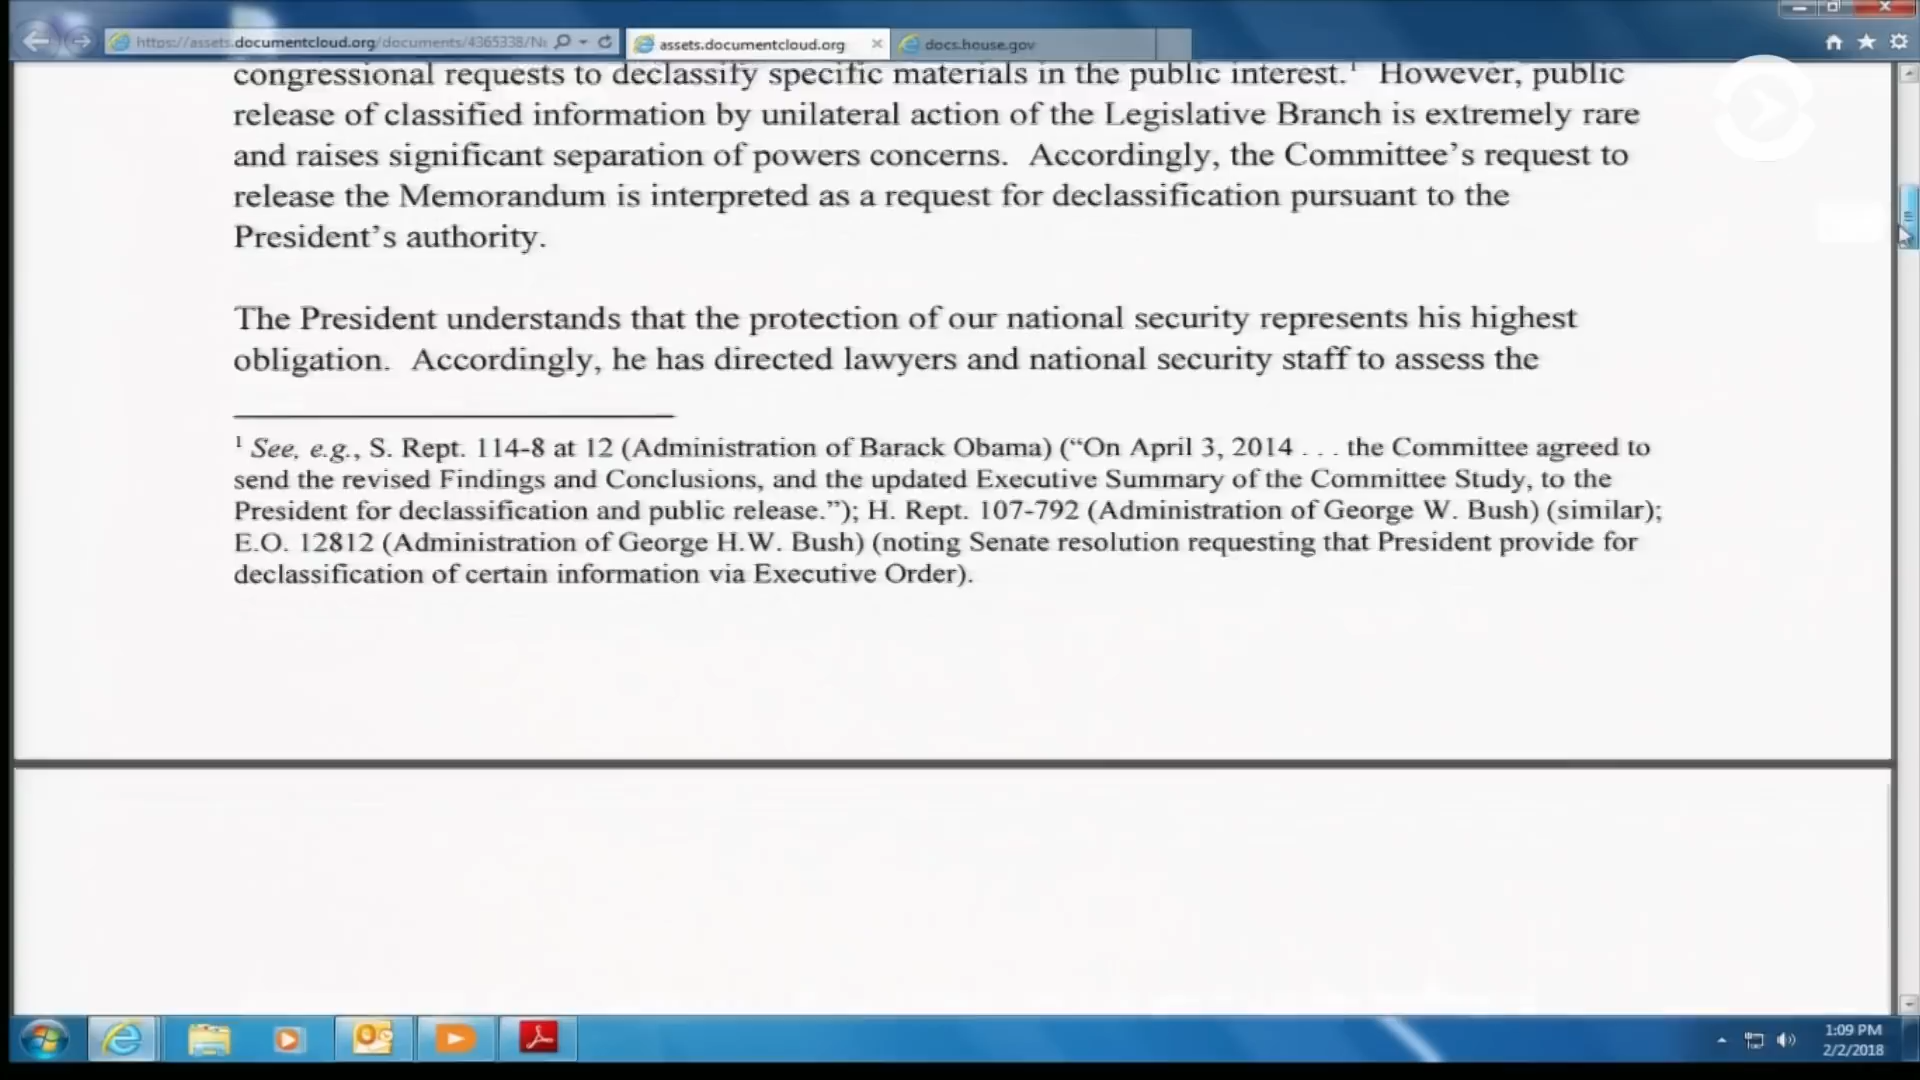 https://assets.documentcloud.org/documents/4365338/N
assets.documentcloud.org
docs.house.gov
congressional requests to declassify specific materials in the public interest.¹ However, public
release of classified information by unilateral action of the Legislative Branch is extremely rare
and raises significant separation of powers concerns. Accordingly, the Committee’s request to
release the Memorandum is interpreted as a request for declassification pursuant to the
President’s authority.
The President understands that the protection of our national security represents his highest
obligation. Accordingly, he has directed lawyers and national security staff to assess the
¹ See, e.g., S. Rept. 114-8 at 12 (Administration of Barack Obama) (“On April 3, 2014 . . . the Committee agreed to
send the revised Findings and Conclusions, and the updated Executive Summary of the Committee Study, to the
President for declassification and public release.”); H. Rept. 107-792 (Administration of George W. Bush) (similar);
E.O. 12812 (Administration of George H.W. Bush) (noting Senate resolution requesting that President provide for
declassification of certain information via Executive Order).
1:09 PM
2/2/2018